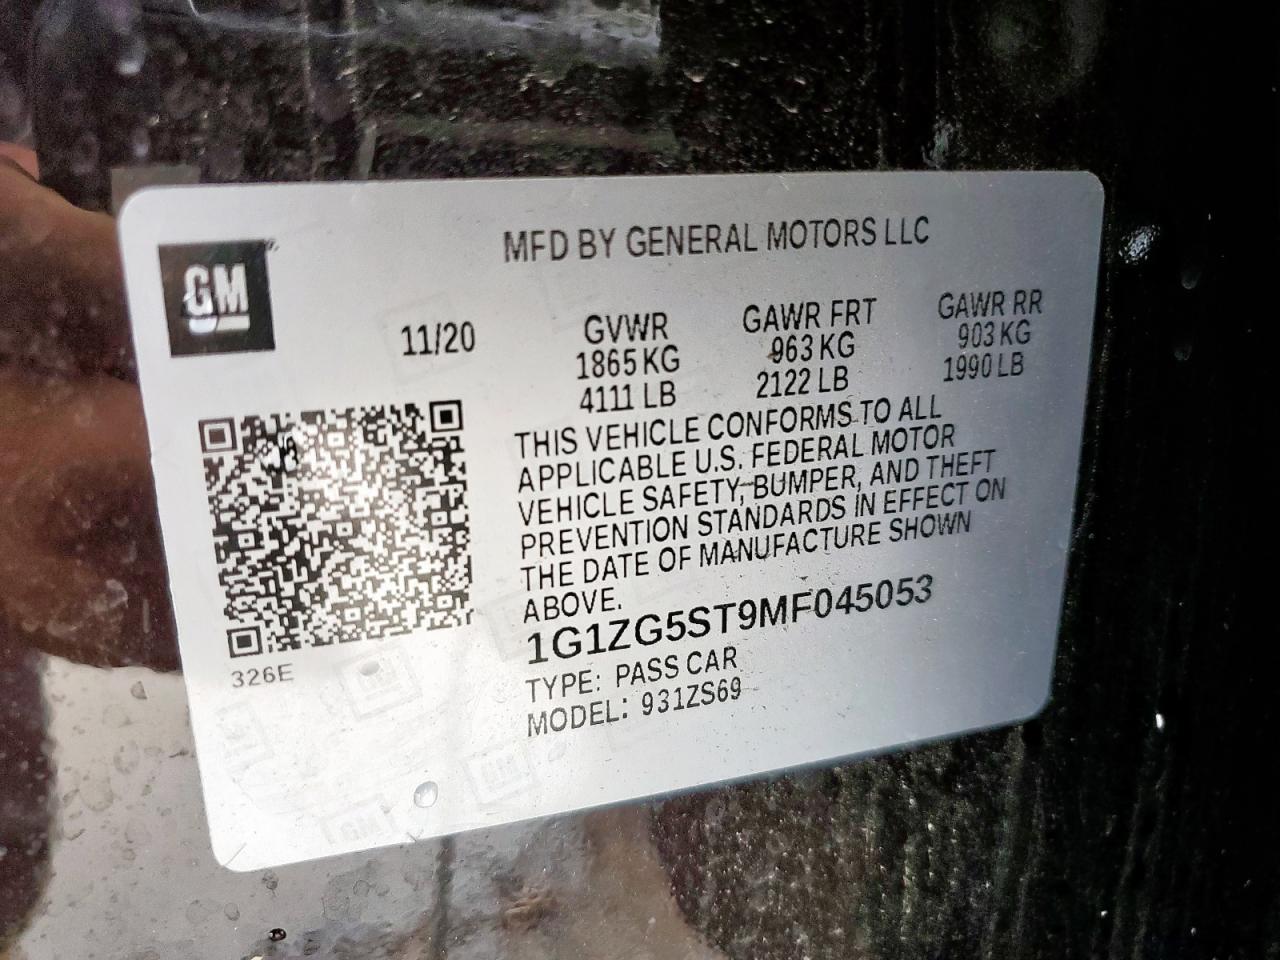 GM
MFD BY GENERAL MOTORS LLC
11/20
GVWR
1865 KG
4111 LB
GAWR FRT
963 KG
2122 LB
GAWR RR
903 KG
1990 LB
THIS VEHICLE CONFORMS TO ALL
APPLICABLE U.S. FEDERAL MOTOR
VEHICLE SAFETY, BUMPER, AND THEFT
PREVENTION STANDARDS IN EFFECT ON
THE DATE OF MANUFACTURE SHOWN
ABOVE.
1G1ZG5ST9MF045053
TYPE: PASS CAR
MODEL: 931ZS69
326E